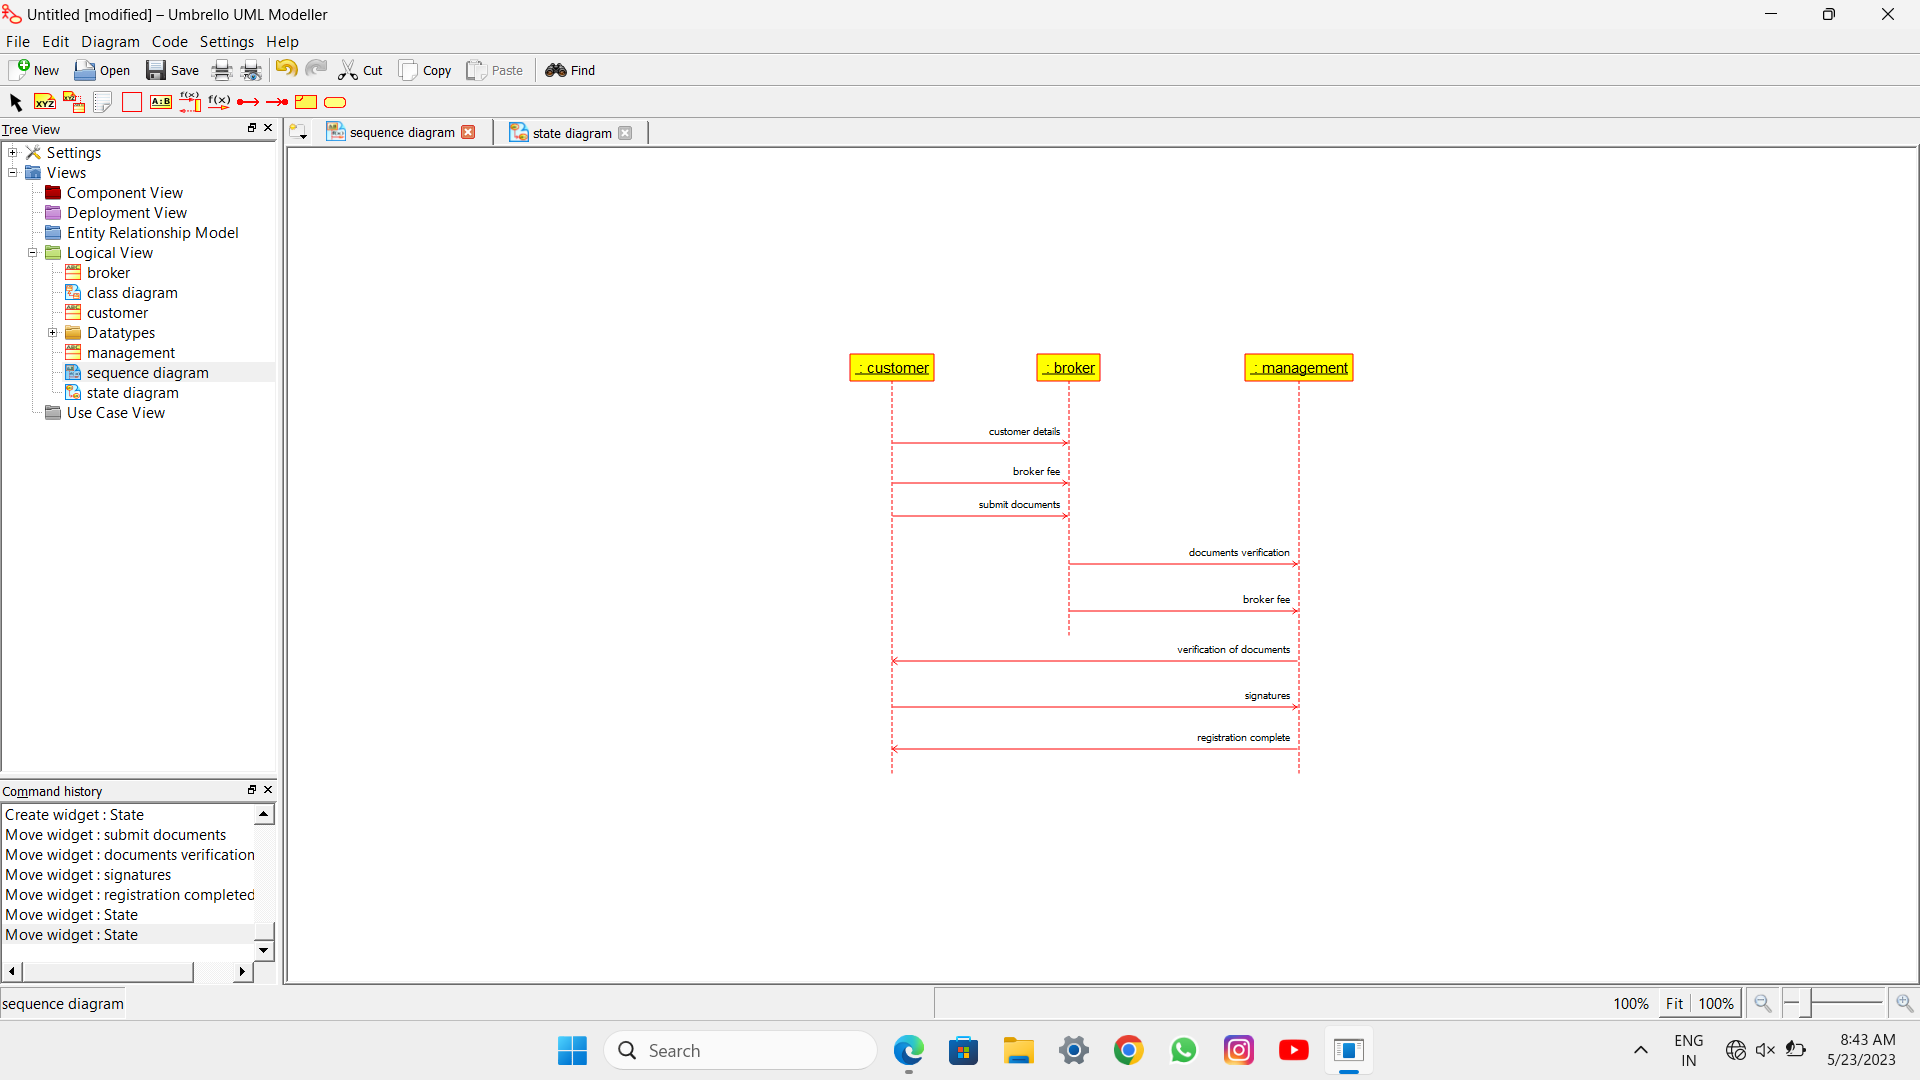 Untitled [modified] – Umbrello UML Modeller
File Edit Diagram Code Settings Help
New Open Save Cut Copy Paste Find
XYZ XYZ A:B f(x) f(x)
Tree View
sequence diagram
state diagram
Settings
Views
Component View
Deployment View
Entity Relationship Model
Logical View
broker
class diagram
customer
Datatypes
management
sequence diagram
state diagram
Use Case View
: customer
: broker
: management
customer details
broker fee
submit documents
documents verification
broker fee
verification of documents
signatures
registration complete
Command history
Create widget : State
Move widget : submit documents
Move widget : documents verification
Move widget : signatures
Move widget : registration completed
Move widget : State
Move widget : State
sequence diagram
100% Fit 100%
Search
ENG
IN
8:43 AM
5/23/2023